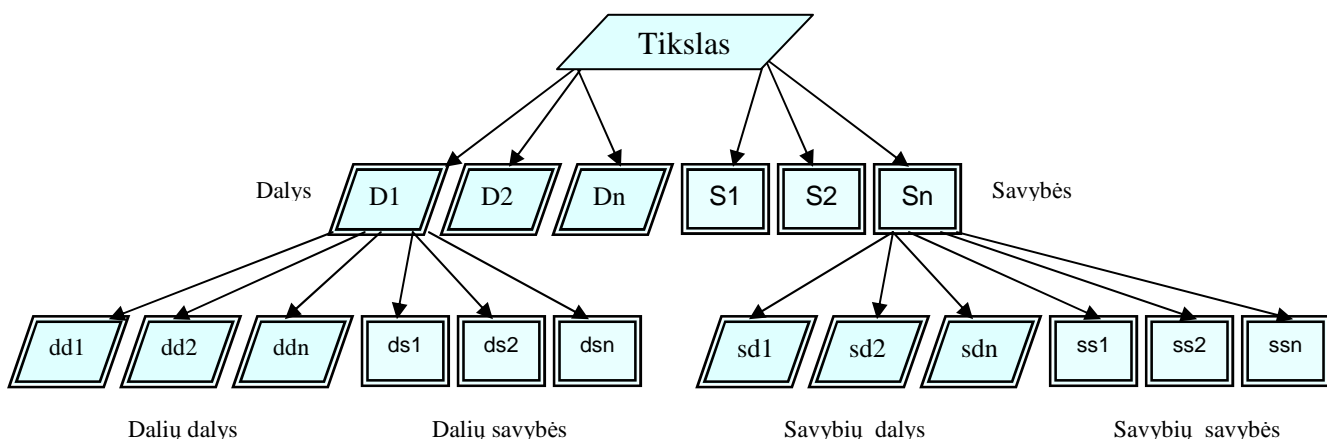 Tikslas
Dalys D1 D2 Dn S1 S2 Sn Savybės
dd1 dd2 ddn ds1 ds2 dsn sd1 sd2 sdn ss1 ss2 ssn
Dalių dalys Dalių savybės Savybių dalys Savybių savybės